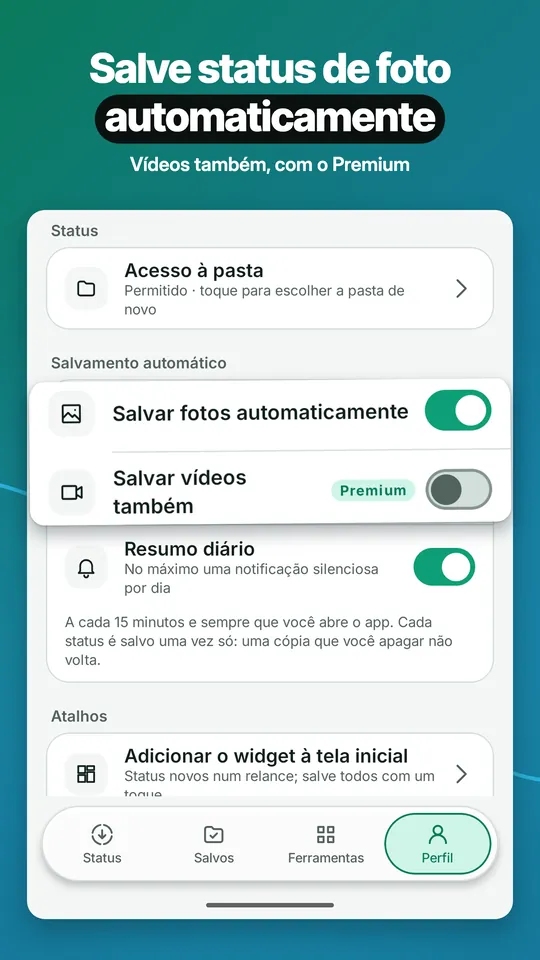 Salve status de foto
automaticamente
Vídeos também, com o Premium
Status
Acesso à pasta
Permitido · toque para escolher a pasta de
novo
Salvamento automático
Salvar fotos automaticamente
Salvar vídeos
também
Premium
Resumo diário
No máximo uma notificação silenciosa
por dia
A cada 15 minutos e sempre que você abre o app. Cada
status é salvo uma vez só: uma cópia que você apagar não
volta.
Atalhos
Adicionar o widget à tela inicial
Status novos num relance; salve todos com um
toque
Status
Salvos
Ferramentas
Perfil